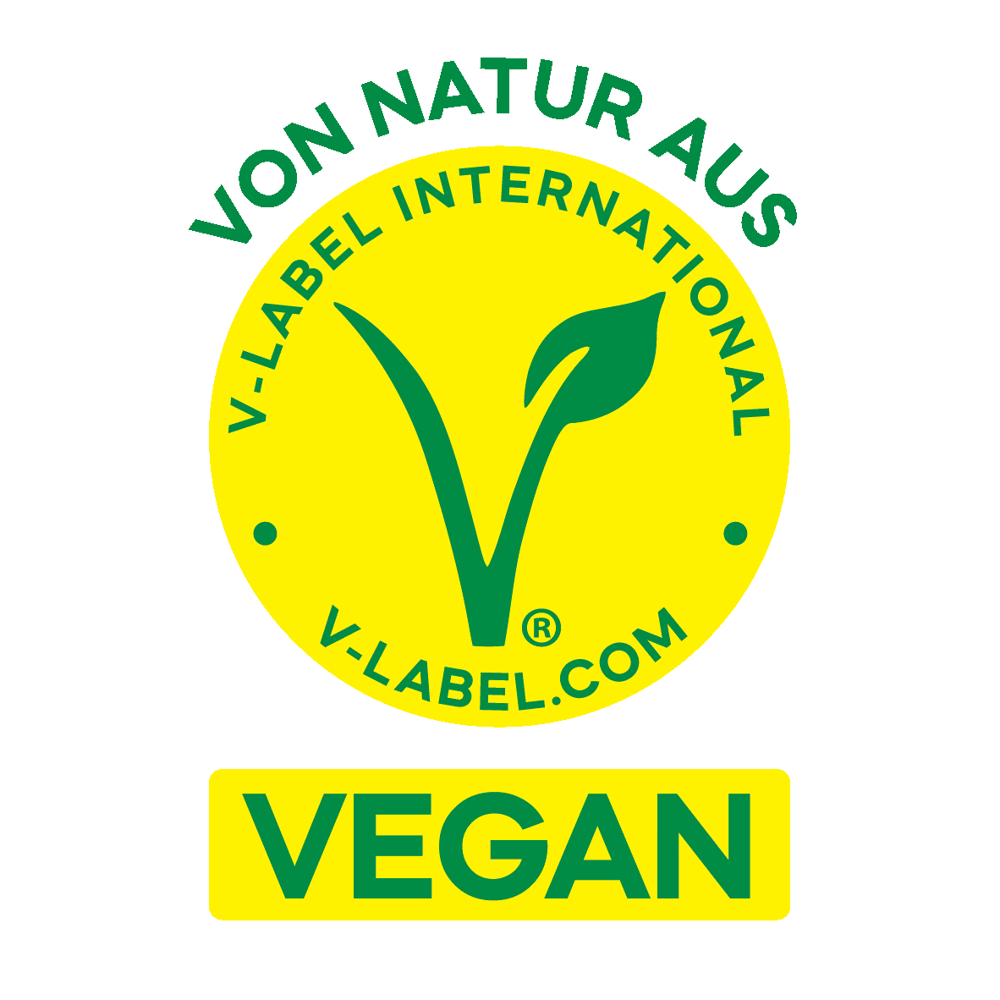 VON NATUR AUS
V-LABEL INTERNATIONAL
®
V-LABEL.COM
VEGAN